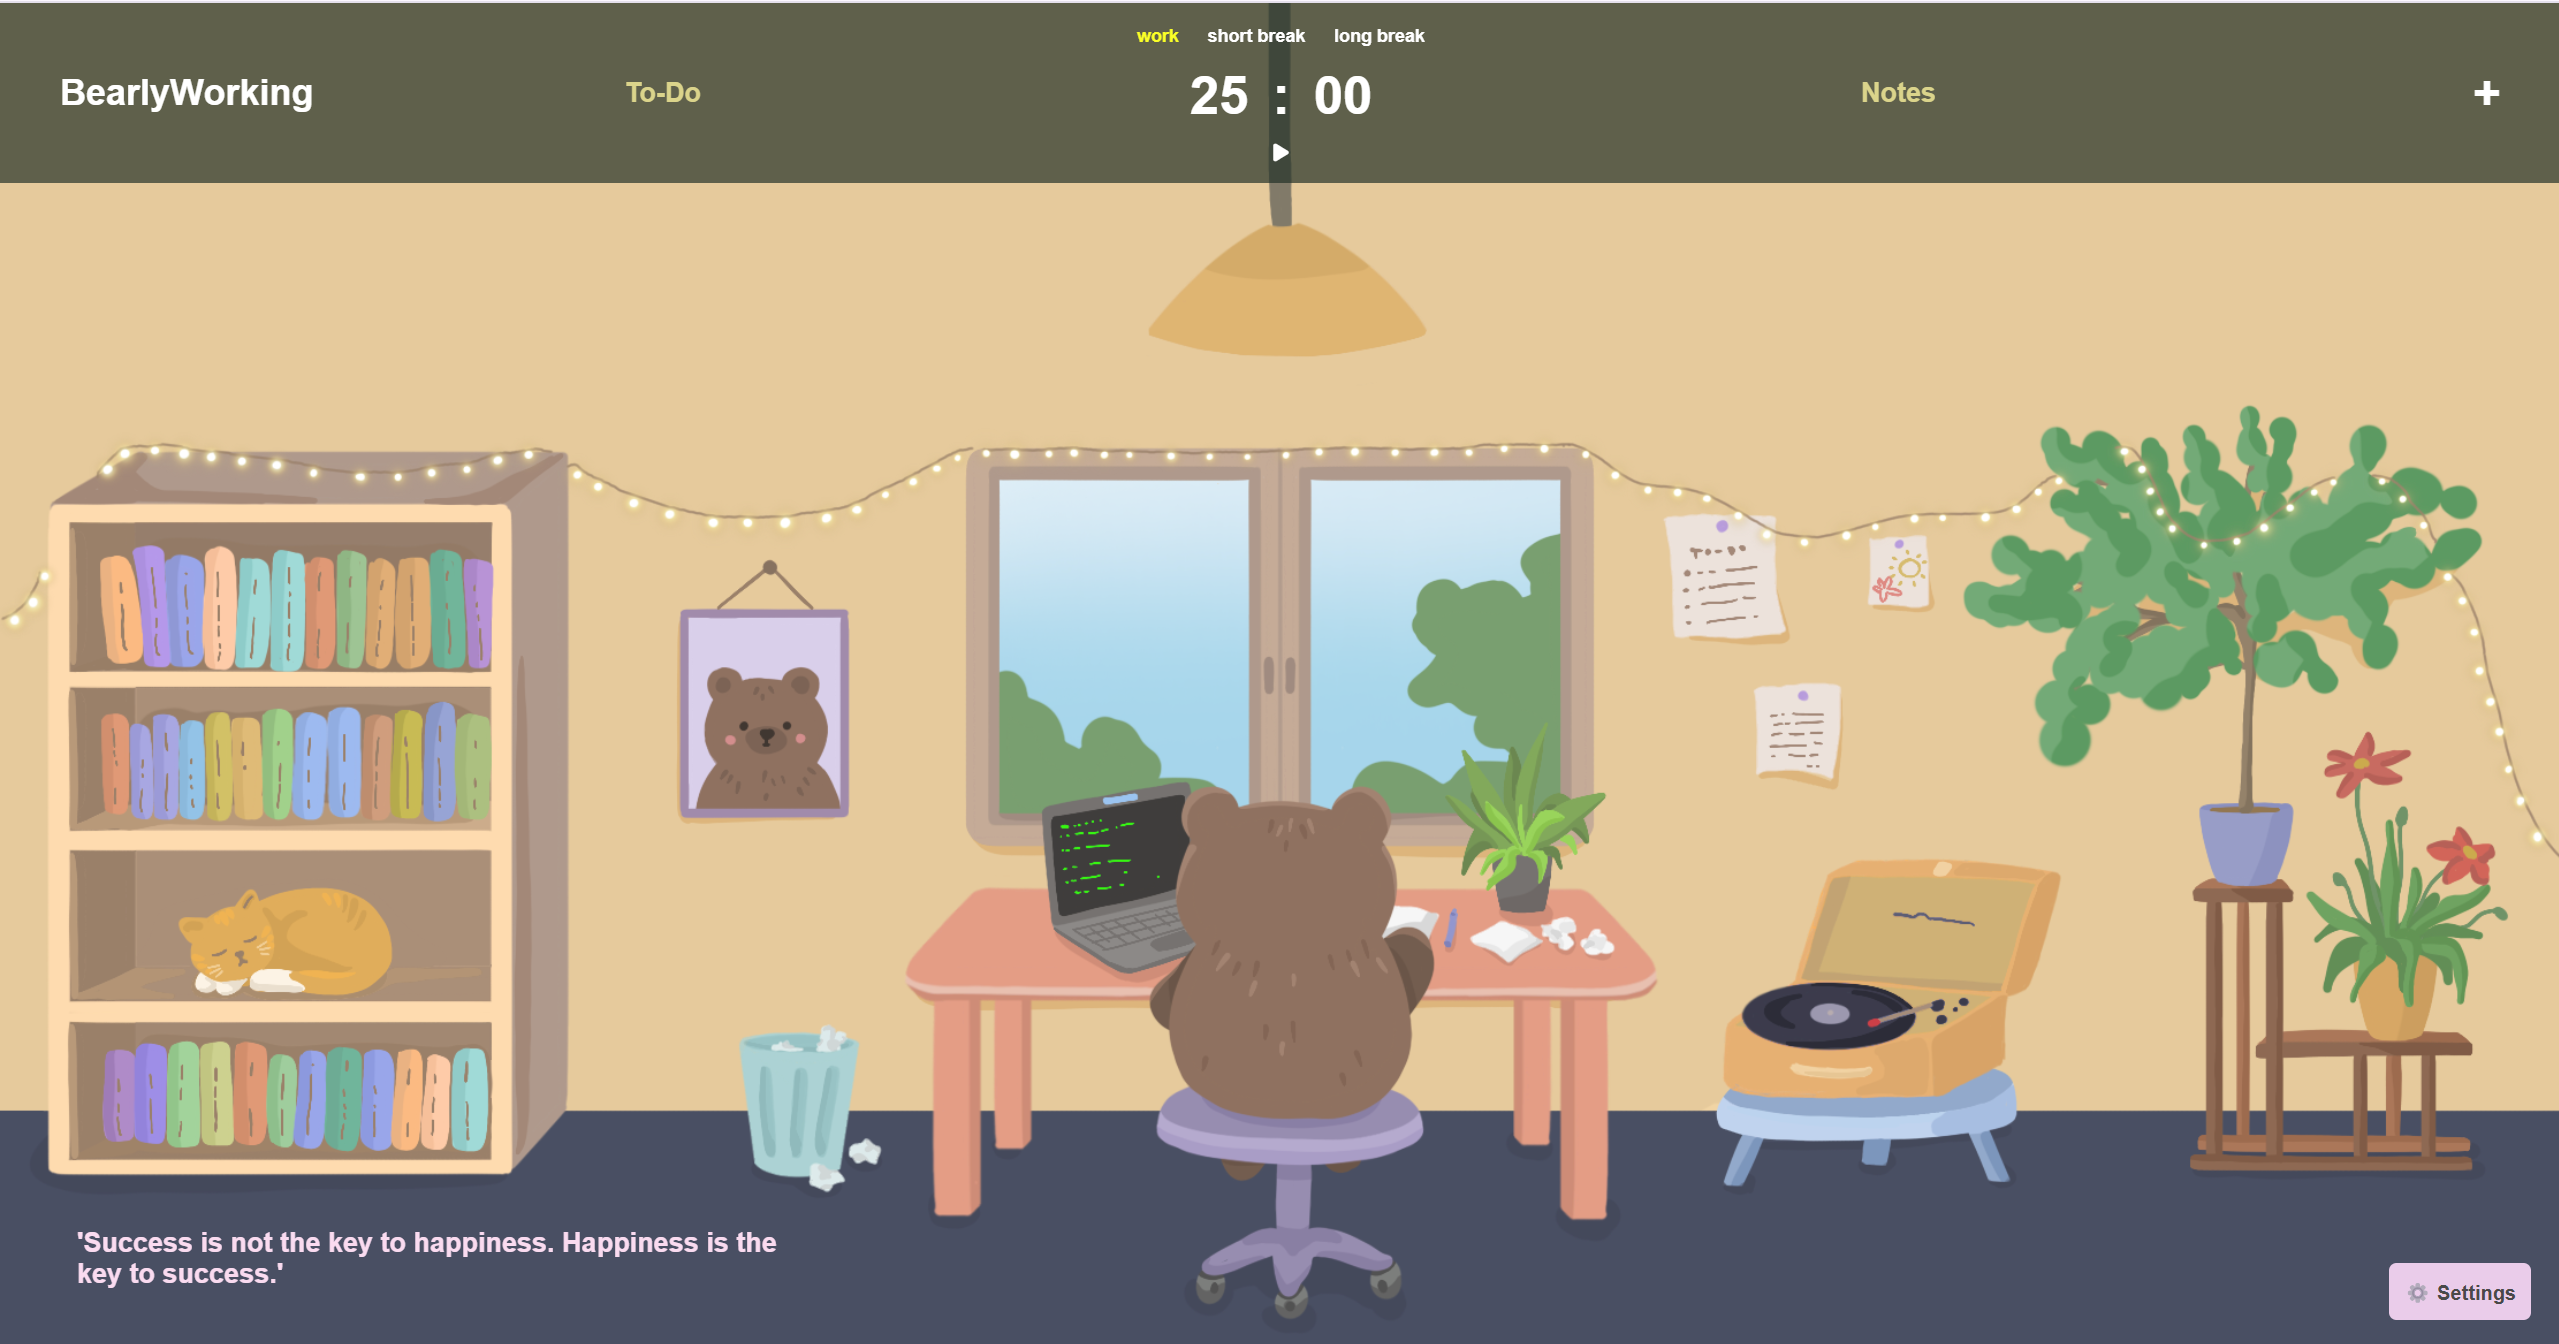 work short break long break
BearlyWorking To-Do 25 : 00 Notes +
'Success is not the key to happiness. Happiness is the
key to success.'
Settings